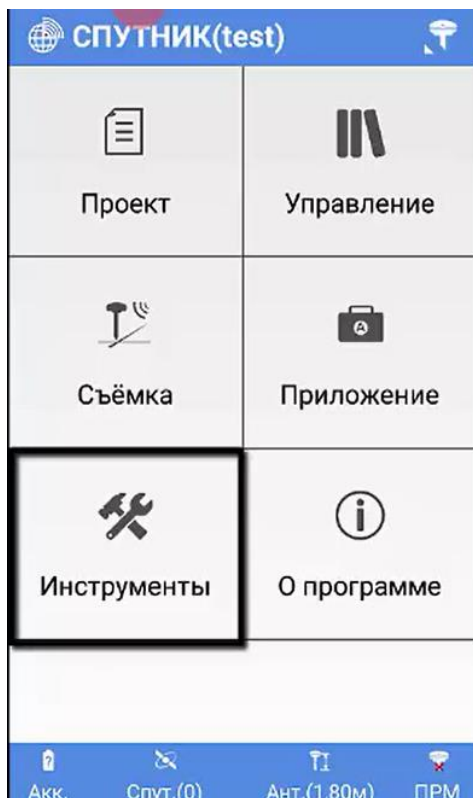 СПУТНИК(test)
Проект
Управление
Съёмка
Приложение
Инструменты
О программе
Акк. Спут.(0) Ант.(1.80м) ПРМ